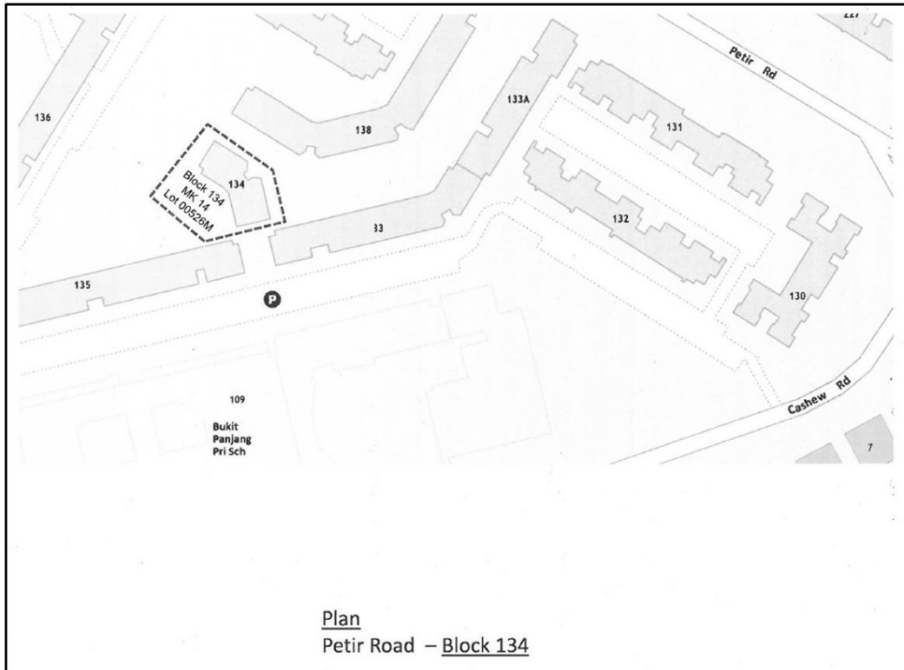 227
Petir Rd
133A
136
138
131
Block 134
MK 14
Lot 00526M
134
132
33
135
P
130
109
Bukit
Panjang
Pri Sch
Cashew Rd
7
Plan
Petir Road – Block 134